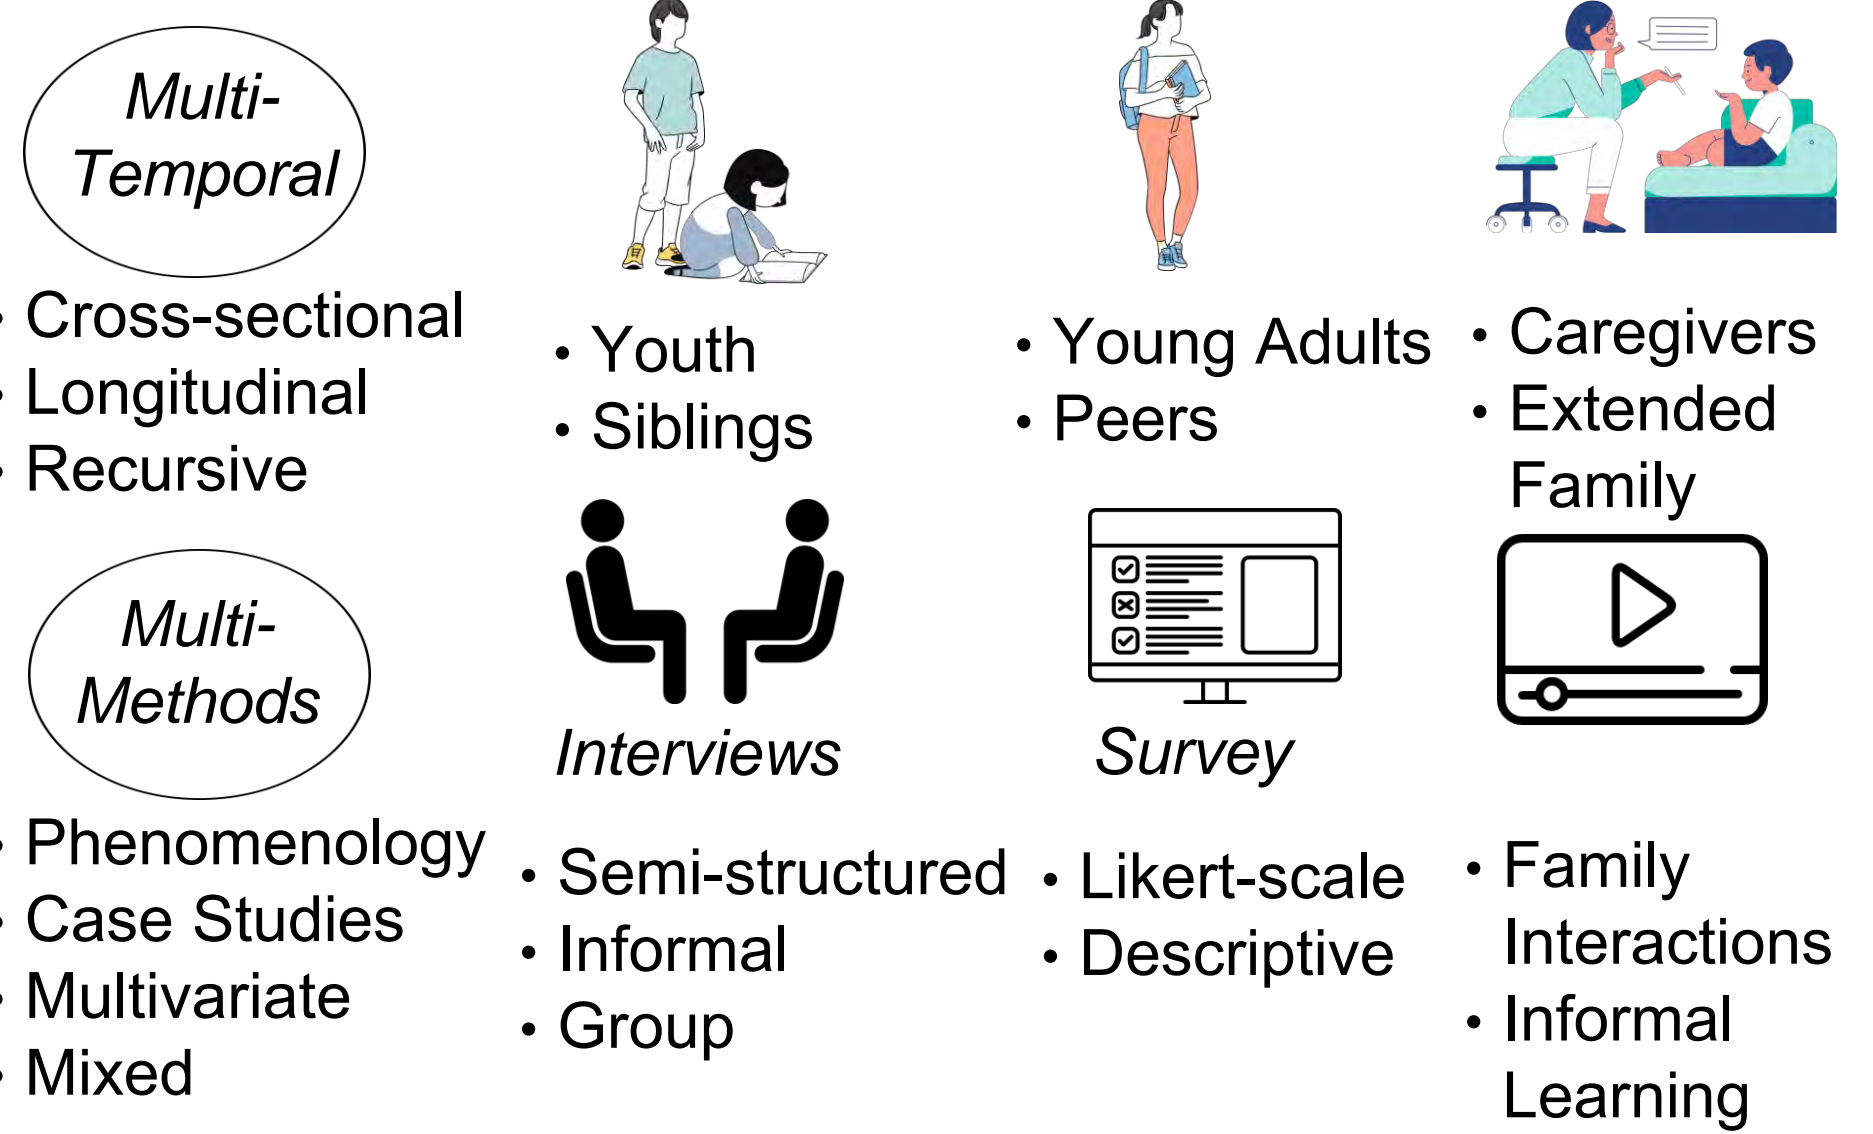 Multi-
Temporal
• Cross-sectional
• Longitudinal
• Recursive
• Youth
• Siblings
• Young Adults
• Peers
• Caregivers
• Extended
Family
Multi-
Methods
• Phenomenology
• Case Studies
• Multivariate
• Mixed
Interviews
• Semi-structured
• Informal
• Group
Survey
• Likert-scale
• Descriptive
• Family
Interactions
• Informal
Learning